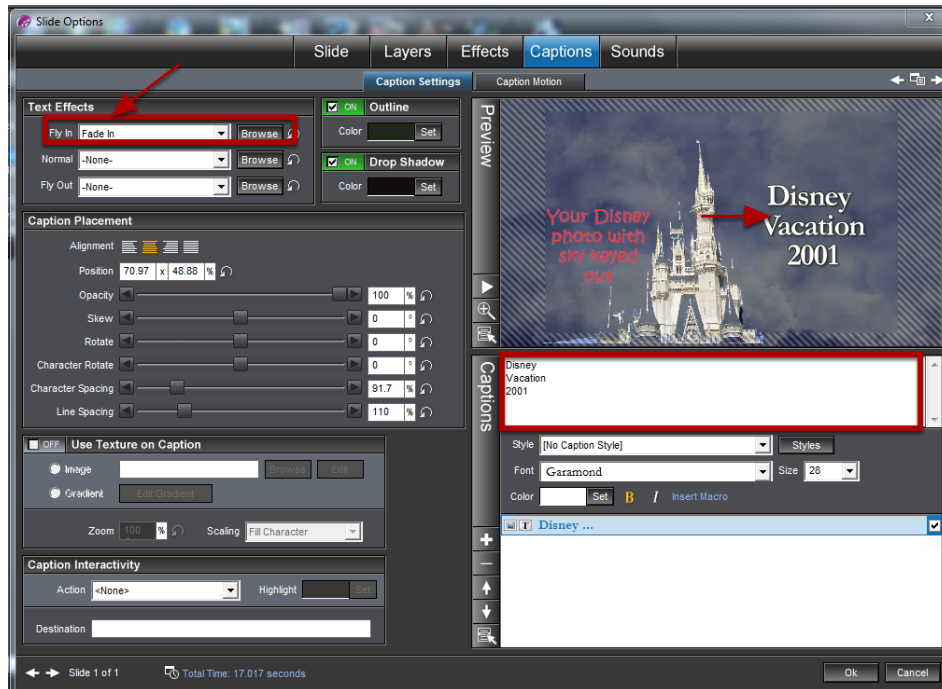 Slide Options
Slide Layers Effects Captions Sounds
Caption Settings Caption Motion
Text Effects
Fly In Fade In Browse
Normal -None- Browse
Fly Out -None- Browse
ON Outline
Color Set
ON Drop Shadow
Color Set
Caption Placement
Alignment
Position 70.97 x 48.88 %
Opacity 100 %
Skew 0 °
Rotate 0 °
Character Rotate 0 °
Character Spacing 91.7 %
Line Spacing 110 %
OFF Use Texture on Caption
Image Browse Edit
Gradient Edit Gradient
Zoom 100 % Scaling Fill Character
Caption Interactivity
Action <None> Highlight Set
Destination
Preview
Your Disney
photo with
sky keyed
out
Disney
Vacation
2001
Captions
Disney
Vacation
2001
Style [No Caption Style] Styles
Font Garamond Size 28
Color Set B I Insert Macro
T Disney ...
Slide 1 of 1 Total Time: 17.017 seconds
Ok Cancel